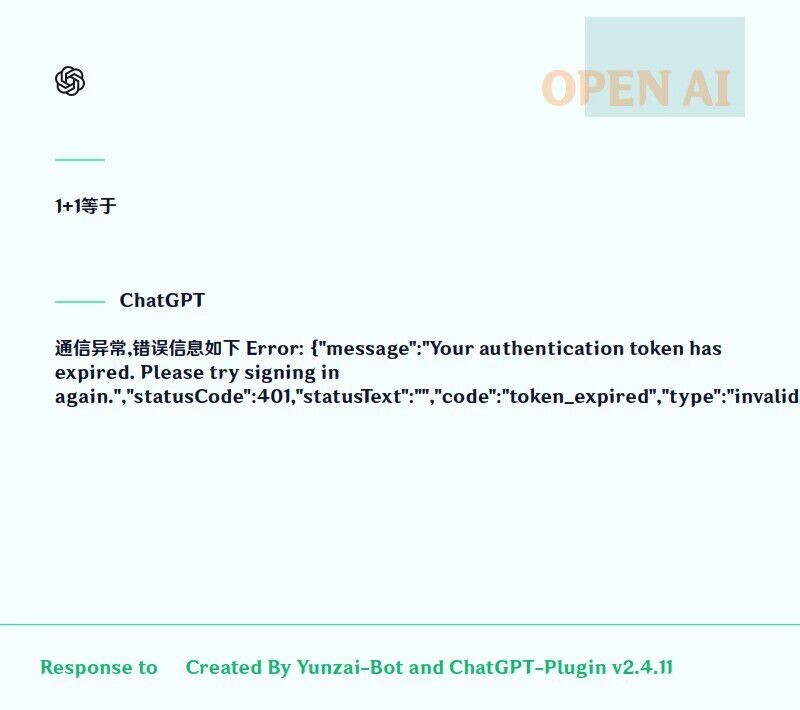 OPEN AI
1+1等于
ChatGPT
通信异常,错误信息如下 Error: {"message":"Your authentication token has
expired. Please try signing in
again.","statusCode":401,"statusText":"","code":"token_expired","type":"invalid
Response to Created By Yunzai-Bot and ChatGPT-Plugin v2.4.11